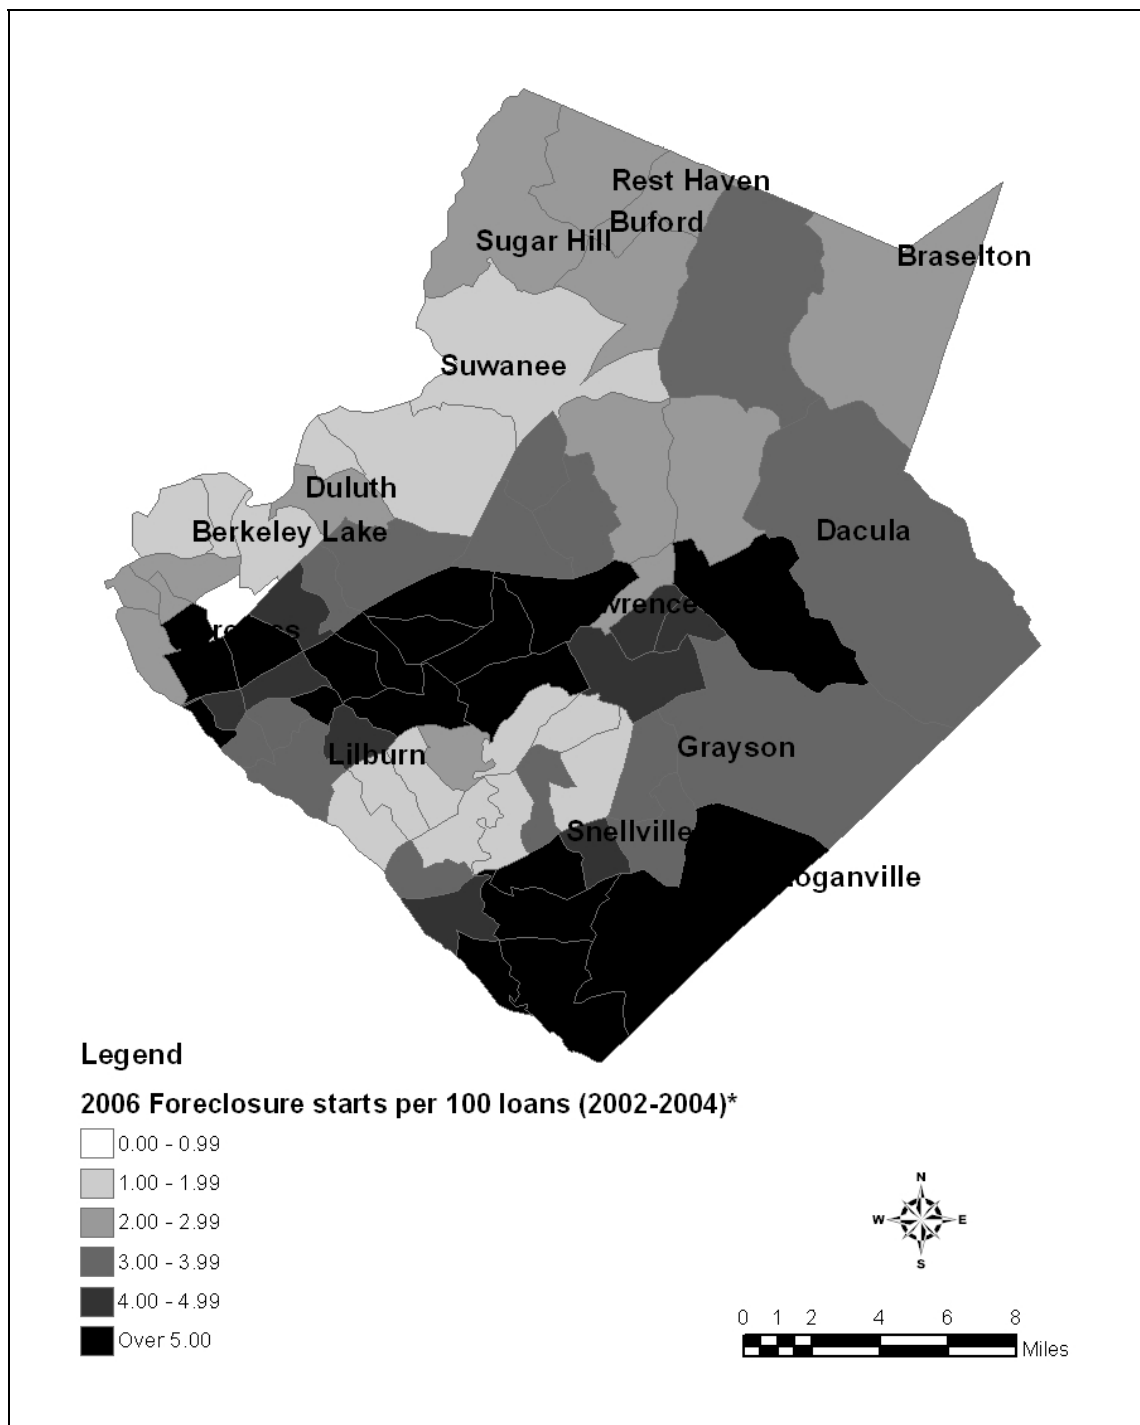 Rest Haven
Buford
Sugar Hill
Braselton
Suwanee
Duluth
Berkeley Lake
Dacula
Lilburn
Grayson
Snellville
oganville
Legend
2006 Foreclosure starts per 100 loans (2002-2004)*
0.00 - 0.99
1.00 - 1.99
2.00 - 2.99
3.00 - 3.99
4.00 - 4.99
Over 5.00
N
W E
S
0 1 2 4 6 8
Miles